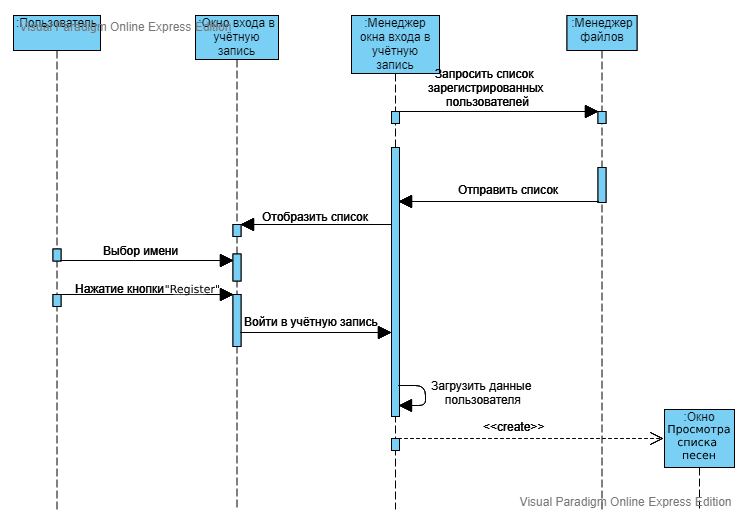 :Пользователь
Visual Paradigm Online Express Edition
:Окно входа в
учётную
запись
:Менеджер
окна входа в
учётную
запись
:Менеджер
файлов
Запросить список
зарегистрированных
пользователей
Отправить список
Отобразить список
Выбор имени
Нажатие кнопки"Register"
Войти в учётную запись
Загрузить данные
пользователя
<<create>>
:Окно
Просмотра
списка
песен
Visual Paradigm Online Express Edition